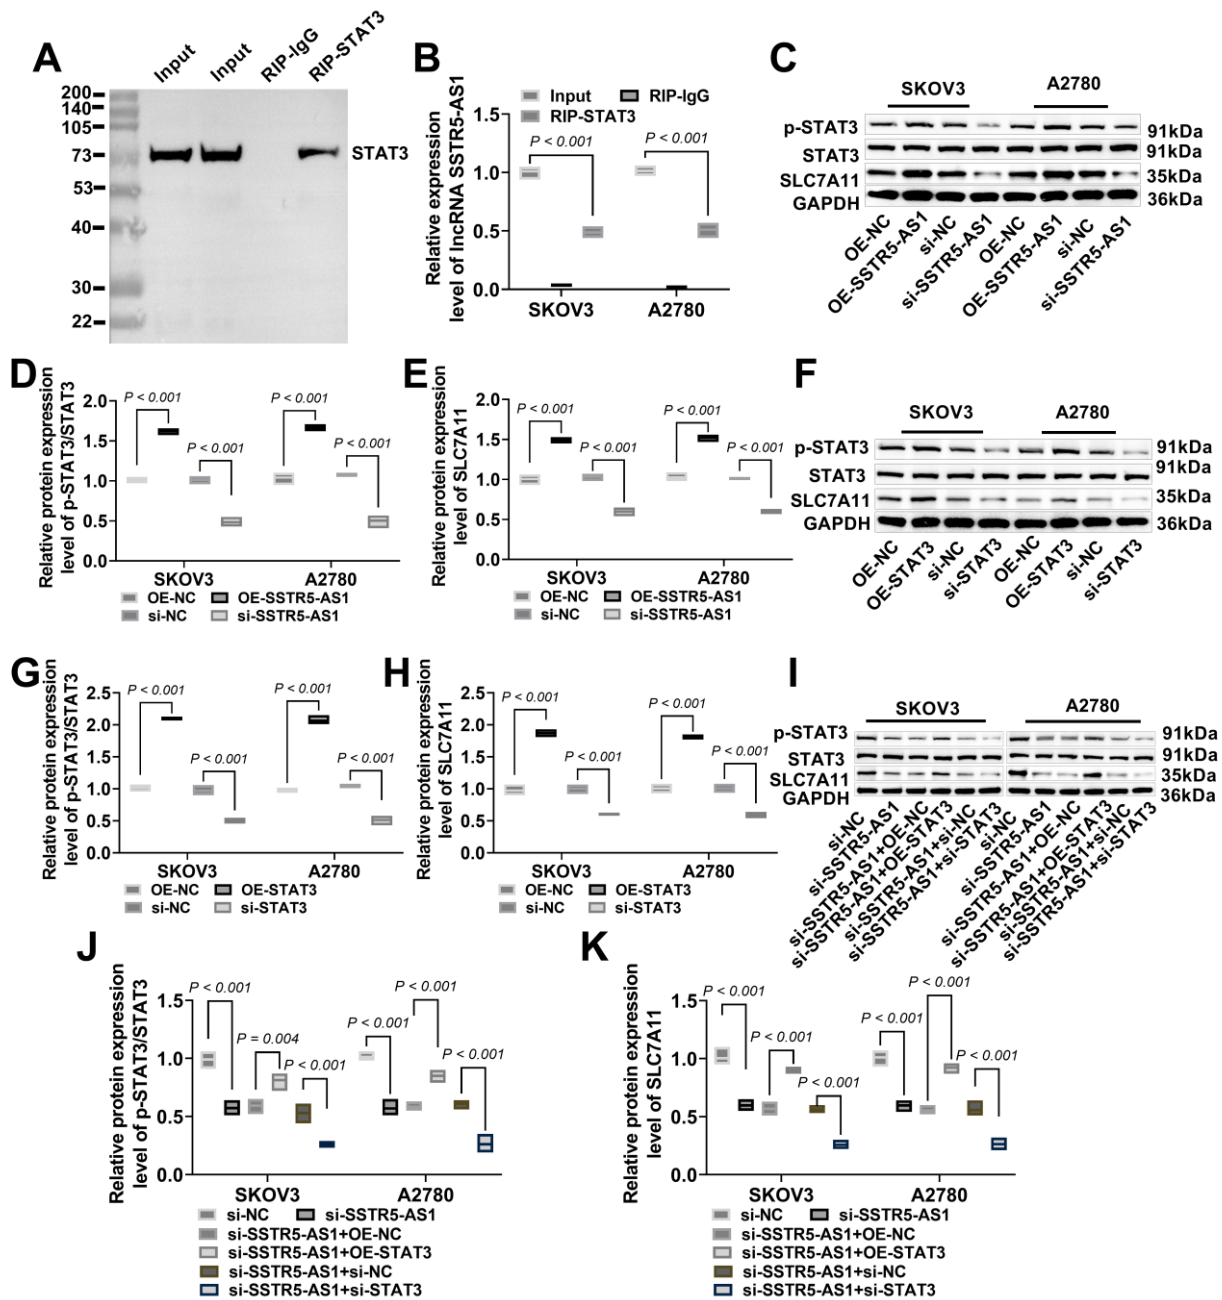 A
Input
Input
RIP-IgG
RIP-STAT3
200
140
105
73
53
40
30
22
STAT3
B
Input
RIP-IgG
RIP-STAT3
Relative expression
level of lncRNA SSTR5-AS1
1.5
1.0
0.5
0.0
P < 0.001
P < 0.001
SKOV3
A2780
C
SKOV3
A2780
p-STAT3
91kDa
STAT3
91kDa
SLC7A11
35kDa
GAPDH
36kDa
OE-NC
OE-SSTR5-AS1
si-NC
si-SSTR5-AS1
OE-NC
OE-SSTR5-AS1
si-NC
si-SSTR5-AS1
D
Relative protein expression
level of p-STAT3/STAT3
2.0
1.5
1.0
0.5
0.0
P < 0.001
P < 0.001
P < 0.001
P < 0.001
SKOV3
A2780
OE-NC
OE-SSTR5-AS1
si-NC
si-SSTR5-AS1
E
Relative protein expression
level of SLC7A11
2.0
1.5
1.0
0.5
0.0
P < 0.001
P < 0.001
P < 0.001
P < 0.001
SKOV3
A2780
OE-NC
OE-SSTR5-AS1
si-NC
si-SSTR5-AS1
F
SKOV3
A2780
p-STAT3
91kDa
STAT3
91kDa
SLC7A11
35kDa
GAPDH
36kDa
OE-NC
OE-STAT3
si-NC
si-STAT3
OE-NC
OE-STAT3
si-NC
si-STAT3
G
Relative protein expression
level of p-STAT3/STAT3
2.5
2.0
1.5
1.0
0.5
0.0
P < 0.001
P < 0.001
P < 0.001
P < 0.001
SKOV3
A2780
OE-NC
OE-STAT3
si-NC
si-STAT3
H
Relative protein expression
level of SLC7A11
2.5
2.0
1.5
1.0
0.5
0.0
P < 0.001
P < 0.001
P < 0.001
P < 0.001
SKOV3
A2780
OE-NC
OE-STAT3
si-NC
si-STAT3
I
SKOV3
A2780
p-STAT3
91kDa
STAT3
91kDa
SLC7A11
35kDa
GAPDH
36kDa
si-NC
si-SSTR5-AS1
si-SSTR5-AS1+OE-NC
si-SSTR5-AS1+OE-STAT3
si-SSTR5-AS1+si-NC
si-SSTR5-AS1+si-STAT3
si-NC
si-SSTR5-AS1
si-SSTR5-AS1+OE-NC
si-SSTR5-AS1+OE-STAT3
si-SSTR5-AS1+si-NC
si-SSTR5-AS1+si-STAT3
J
Relative protein expression
level of p-STAT3/STAT3
1.5
1.0
0.5
0.0
P < 0.001
P = 0.004
P < 0.001
P < 0.001
P < 0.001
P < 0.001
SKOV3
A2780
si-NC
si-SSTR5-AS1
si-SSTR5-AS1+OE-NC
si-SSTR5-AS1+OE-STAT3
si-SSTR5-AS1+si-NC
si-SSTR5-AS1+si-STAT3
K
Relative protein expression
level of SLC7A11
1.5
1.0
0.5
0.0
P < 0.001
P < 0.001
P < 0.001
P < 0.001
P < 0.001
P < 0.001
SKOV3
A2780
si-NC
si-SSTR5-AS1
si-SSTR5-AS1+OE-NC
si-SSTR5-AS1+OE-STAT3
si-SSTR5-AS1+si-NC
si-SSTR5-AS1+si-STAT3